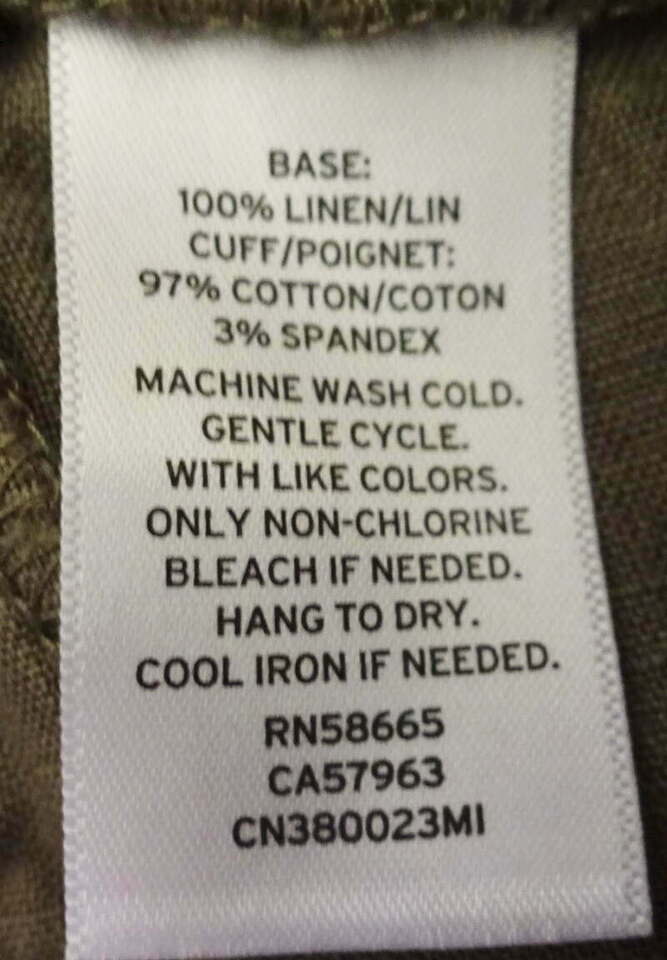 BASE:
100% LINEN/LIN
CUFF/POIGNET:
97% COTTON/COTON
3% SPANDEX
MACHINE WASH COLD.
GENTLE CYCLE.
WITH LIKE COLORS.
ONLY NON-CHLORINE
BLEACH IF NEEDED.
HANG TO DRY.
COOL IRON IF NEEDED.
RN58665
CA57963
CN380023MI